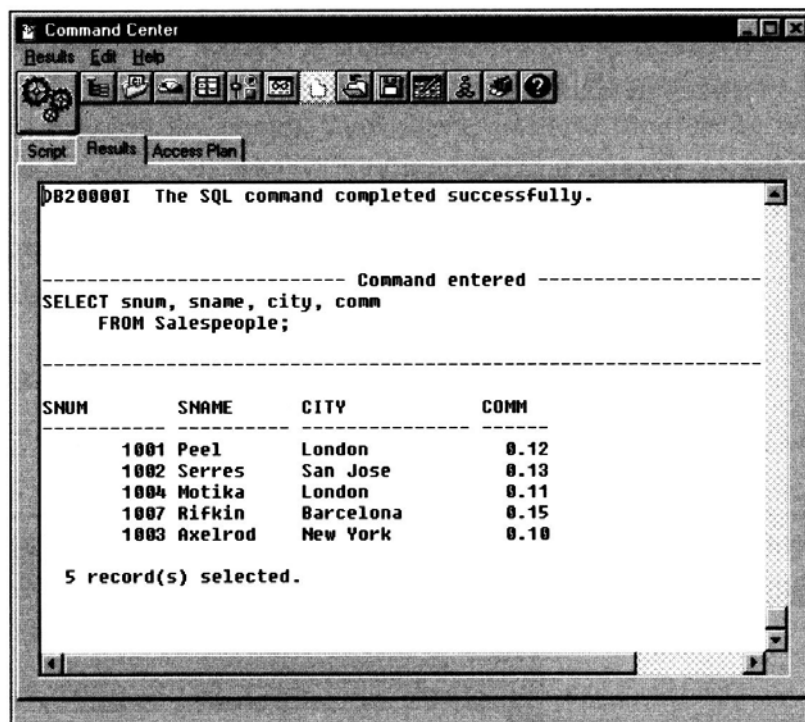 Command Center
Results Edit Help
Script Results Access Plan
DB20000I  The SQL command completed successfully.
---------------------------- Command entered ----------------------------
SELECT snum, sname, city, comm
FROM Salespeople;
SNUM SNAME CITY COMM
1001 Peel London 0.12
1002 Serres San Jose 0.13
1004 Motika London 0.11
1007 Rifkin Barcelona 0.15
1003 Axelrod New York 0.10
5 record(s) selected.